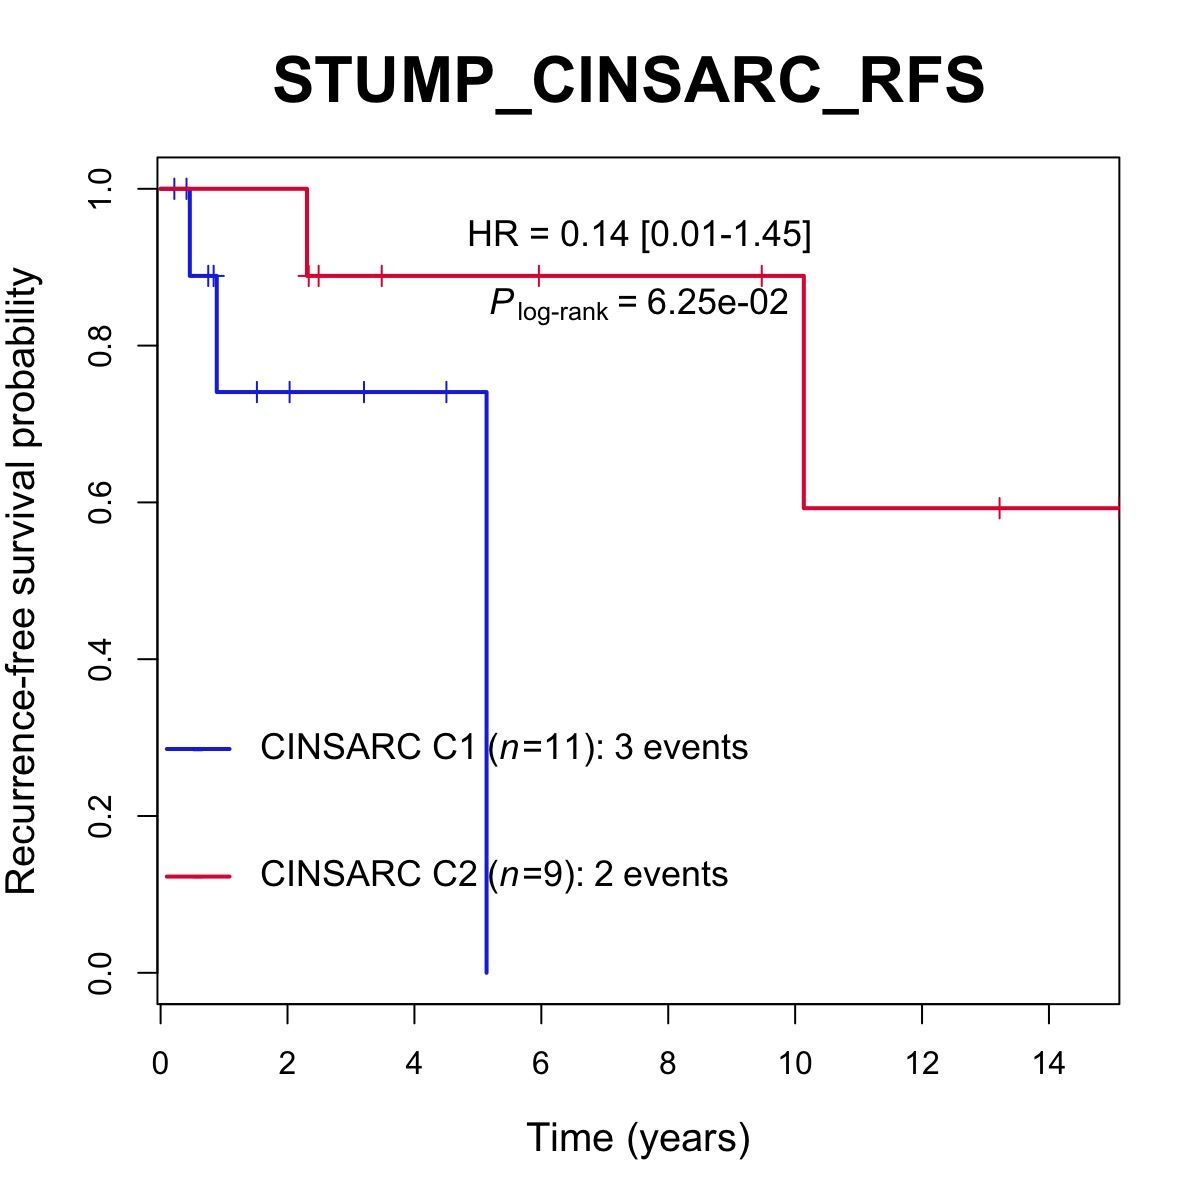 STUMP_CINSARC_RFS
Recurrence-free survival probability
1.0
0.8
0.6
0.4
0.2
0.0
HR = 0.14 [0.01-1.45]
P log-rank = 6.25e-02
CINSARC C1 (n=11): 3 events
CINSARC C2 (n=9): 2 events
0 2 4 6 8 10 12 14
Time (years)